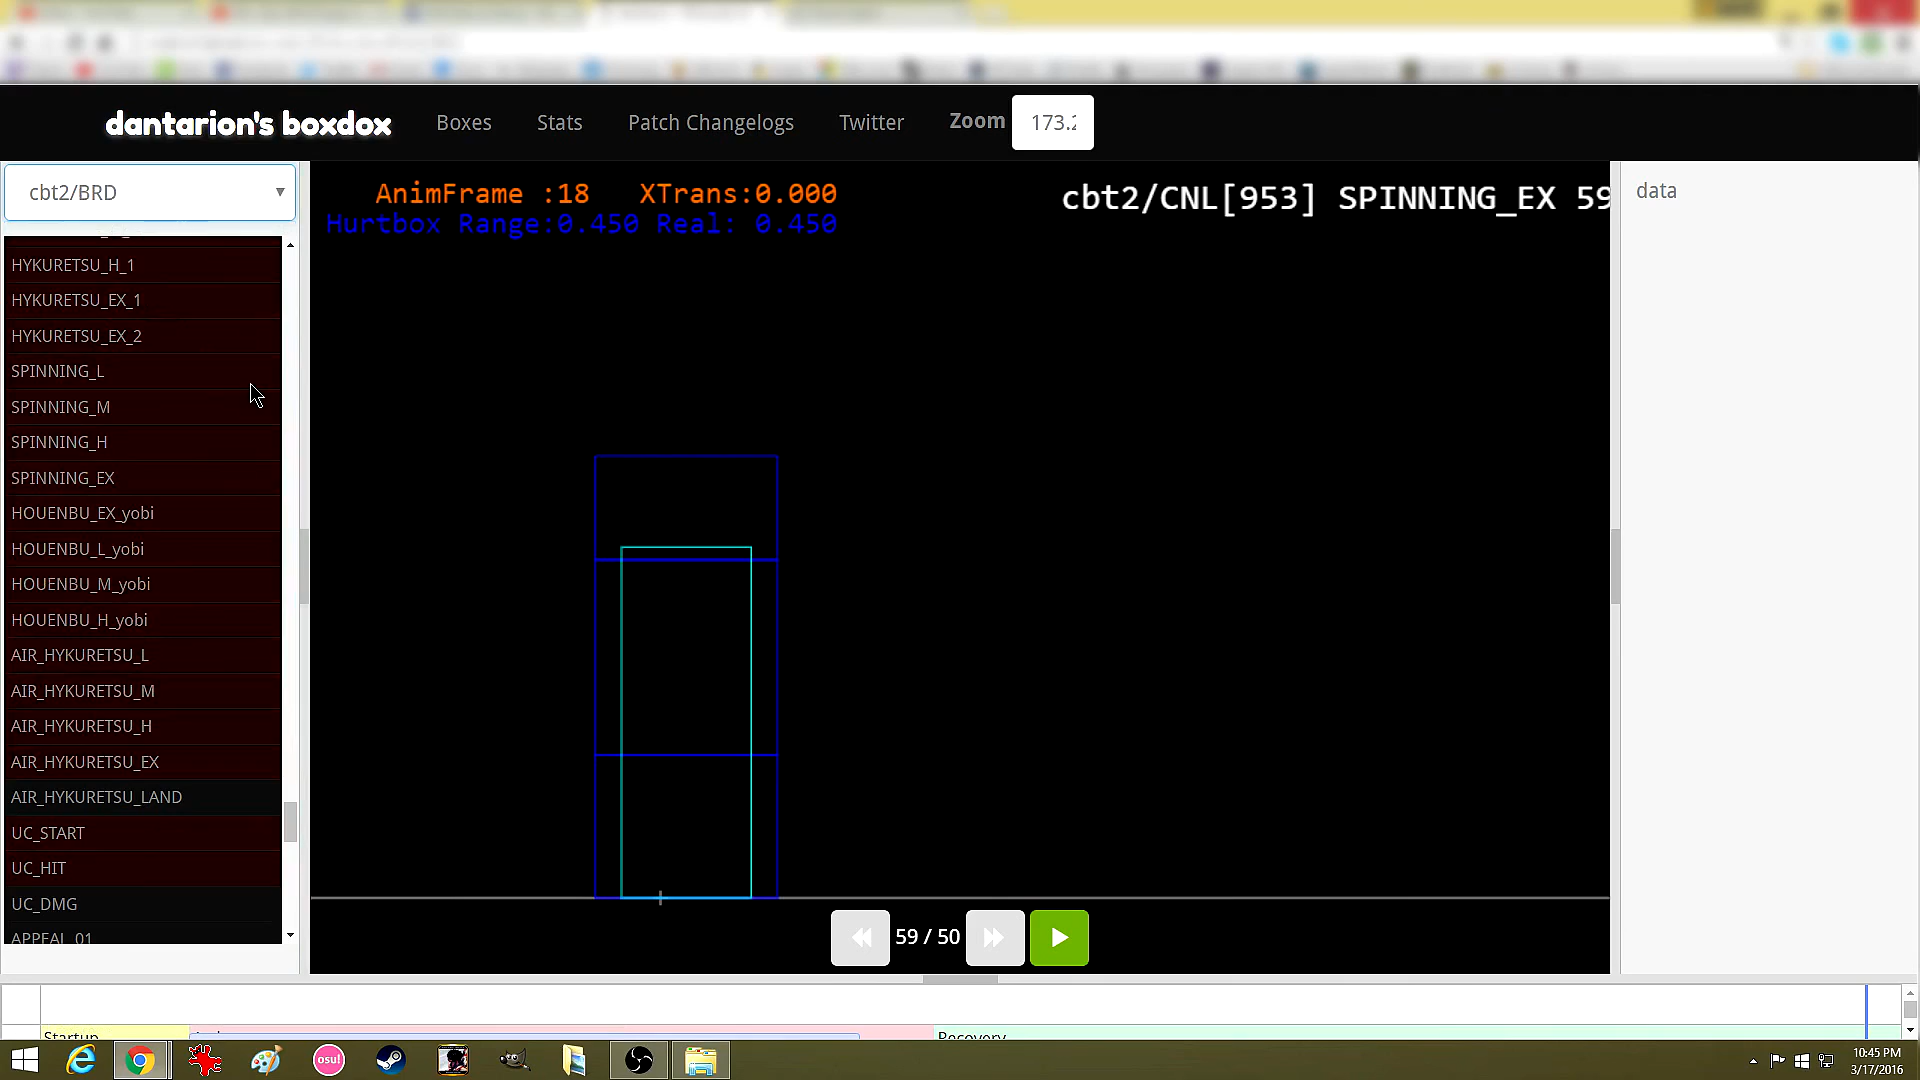 dantarion's boxdox Boxes Stats Patch Changelogs Twitter Zoom 173.2
cbt2/BRD
HYKURETSU_H_1
HYKURETSU_EX_1
HYKURETSU_EX_2
SPINNING_L
SPINNING_M
SPINNING_H
SPINNING_EX
HOUENBU_EX_yobi
HOUENBU_L_yobi
HOUENBU_M_yobi
HOUENBU_H_yobi
AIR_HYKURETSU_L
AIR_HYKURETSU_M
AIR_HYKURETSU_H
AIR_HYKURETSU_EX
AIR_HYKURETSU_LAND
UC_START
UC_HIT
UC_DMG
APPEAL_01
AnimFrame :18 XTrans:0.000
Hurtbox Range:0.450 Real: 0.450
cbt2/CNL[953] SPINNING_EX 59
data
59 / 50
Startup
Recovery
osu!
10:45 PM
3/17/2016